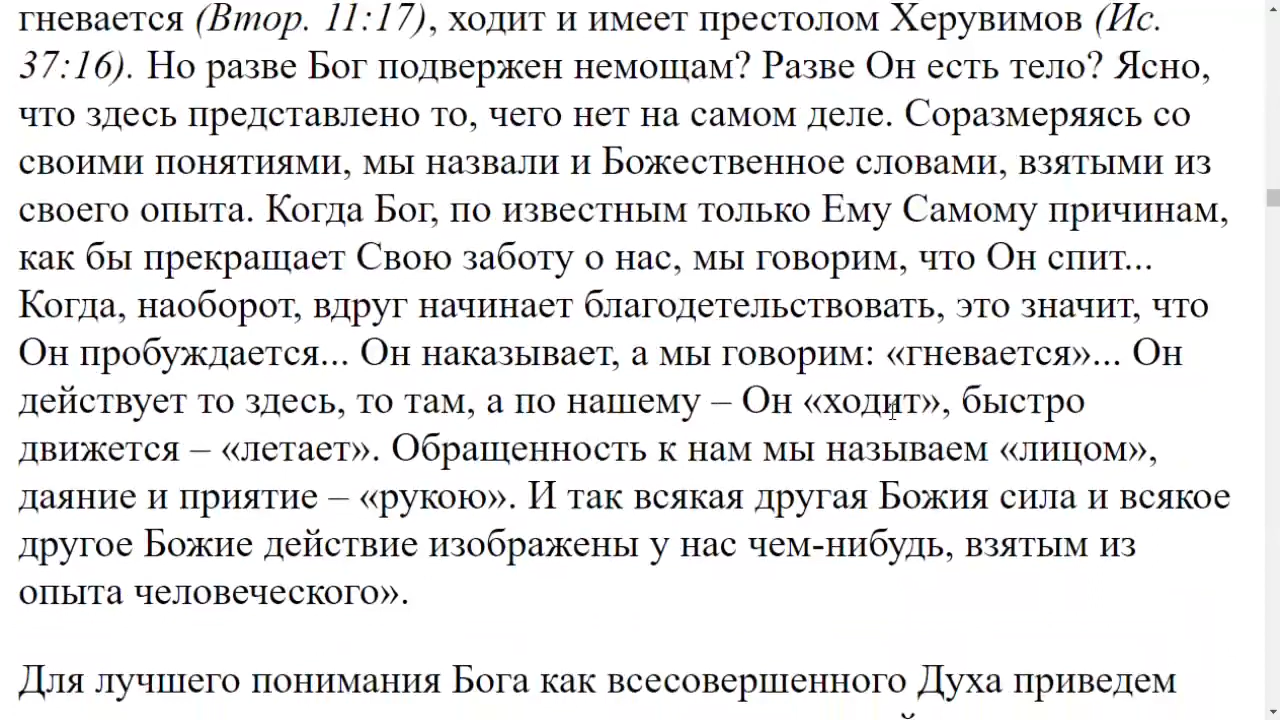 гневается (Втор. 11:17), ходит и имеет престолом Херувимов (Ис.
37:16). Но разве Бог подвержен немощам? Разве Он есть тело? Ясно,
что здесь представлено то, чего нет на самом деле. Соразмеряясь со
своими понятиями, мы назвали и Божественное словами, взятыми из
своего опыта. Когда Бог, по известным только Ему Самому причинам,
как бы прекращает Свою заботу о нас, мы говорим, что Он спит...
Когда, наоборот, вдруг начинает благодетельствовать, это значит, что
Он пробуждается... Он наказывает, а мы говорим: «гневается»... Он
действует то здесь, то там, а по нашему – Он «ходит», быстро
движется – «летает». Обращенность к нам мы называем «лицом»,
даяние и приятие – «рукою». И так всякая другая Божия сила и всякое
другое Божие действие изображены у нас чем-нибудь, взятым из
опыта человеческого».
Для лучшего понимания Бога как всесовершенного Духа приведем